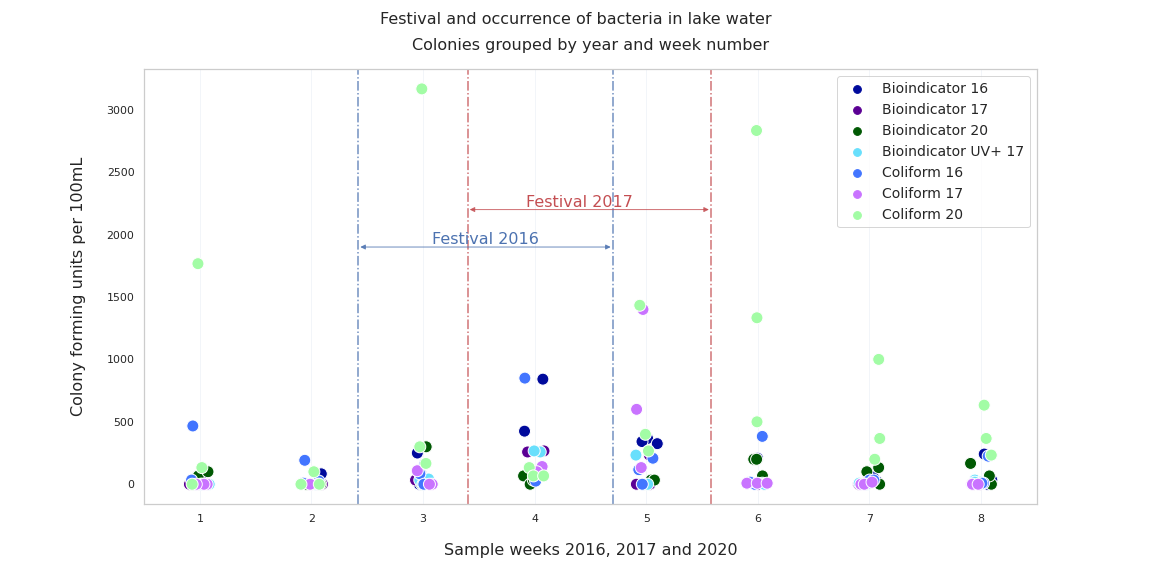 Festival and occurrence of bacteria in lake water
Colonies grouped by year and week number
Colony forming units per 100mL
3000
2500
2000
1500
1000
500
0
Festival 2017
Festival 2016
Bioindicator 16
Bioindicator 17
Bioindicator 20
Bioindicator UV+ 17
Coliform 16
Coliform 17
Coliform 20
1 2 3 4 5 6 7 8
Sample weeks 2016, 2017 and 2020